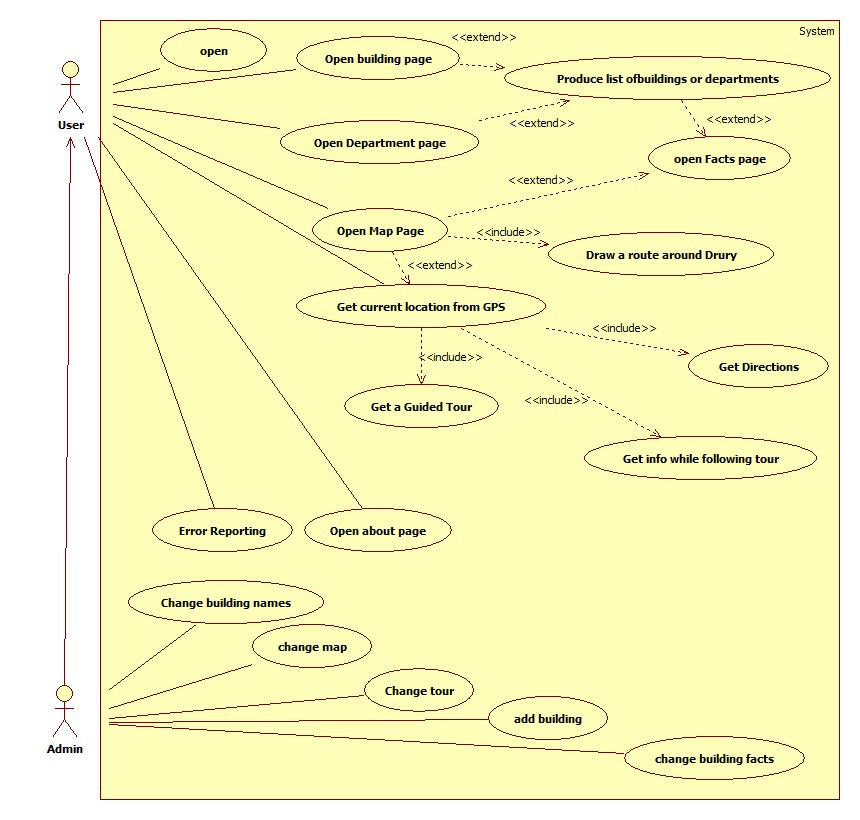 System
open
<<extend>>
Open building page
Produce list ofbuildings or departments
User
<<extend>>
<<extend>>
Open Department page
open Facts page
<<extend>>
Open Map Page
<<include>>
Draw a route around Drury
<<extend>>
Get current location from GPS
<<include>>
<<include>>
Get Directions
<<include>>
Get a Guided Tour
Get info while following tour
Error Reporting
Open about page
Change building names
change map
Change tour
add building
Admin
change building facts